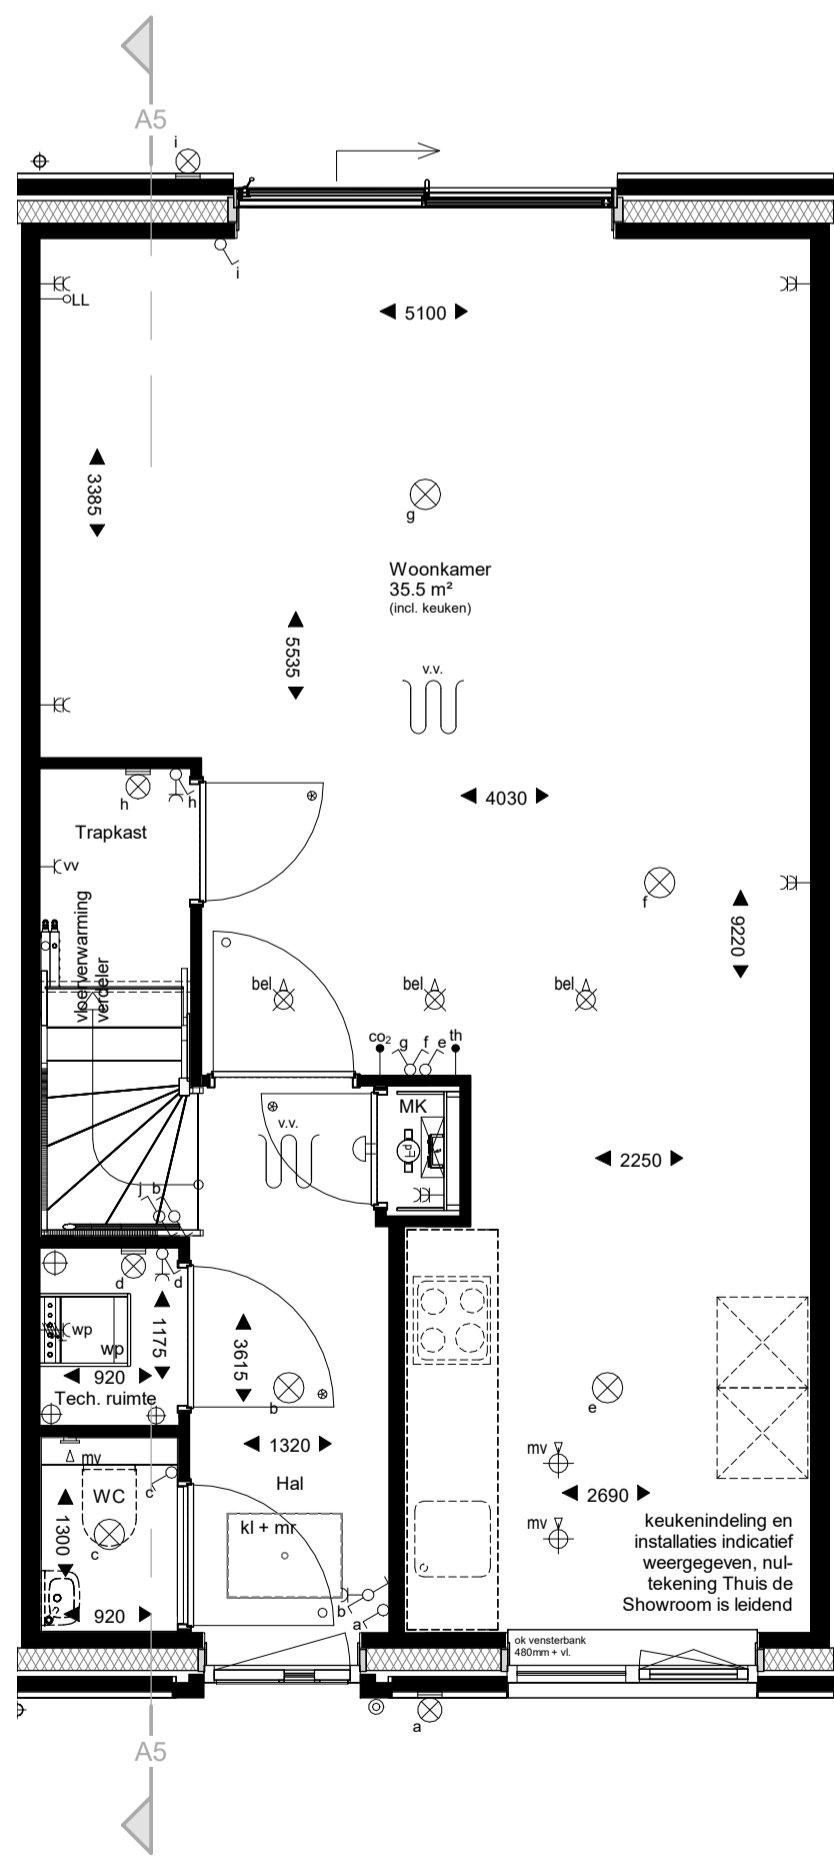 A5
i
i
LL
5100
3385
g
Woonkamer
35.5 m²
(incl. keuken)
5535
v.v.
h
h
Trapkast
4030
vv
f
vloerverwarming
verdeler
9220
bel
bel
bel
co₂
g
f
e
th
MK
v.v.
2250
j
b
d
d
wp
wp
1175
920
Tech. ruimte
3615
b
e
1320
mv
mv
WC
c
Hal
2690
mv
1300
c
kl + mr
keukenindeling en
installaties indicatief
weergegeven, nul-
tekening Thuis de
Showroom is leidend
920
b
a
ok vensterbank
480mm + vl.
a
A5